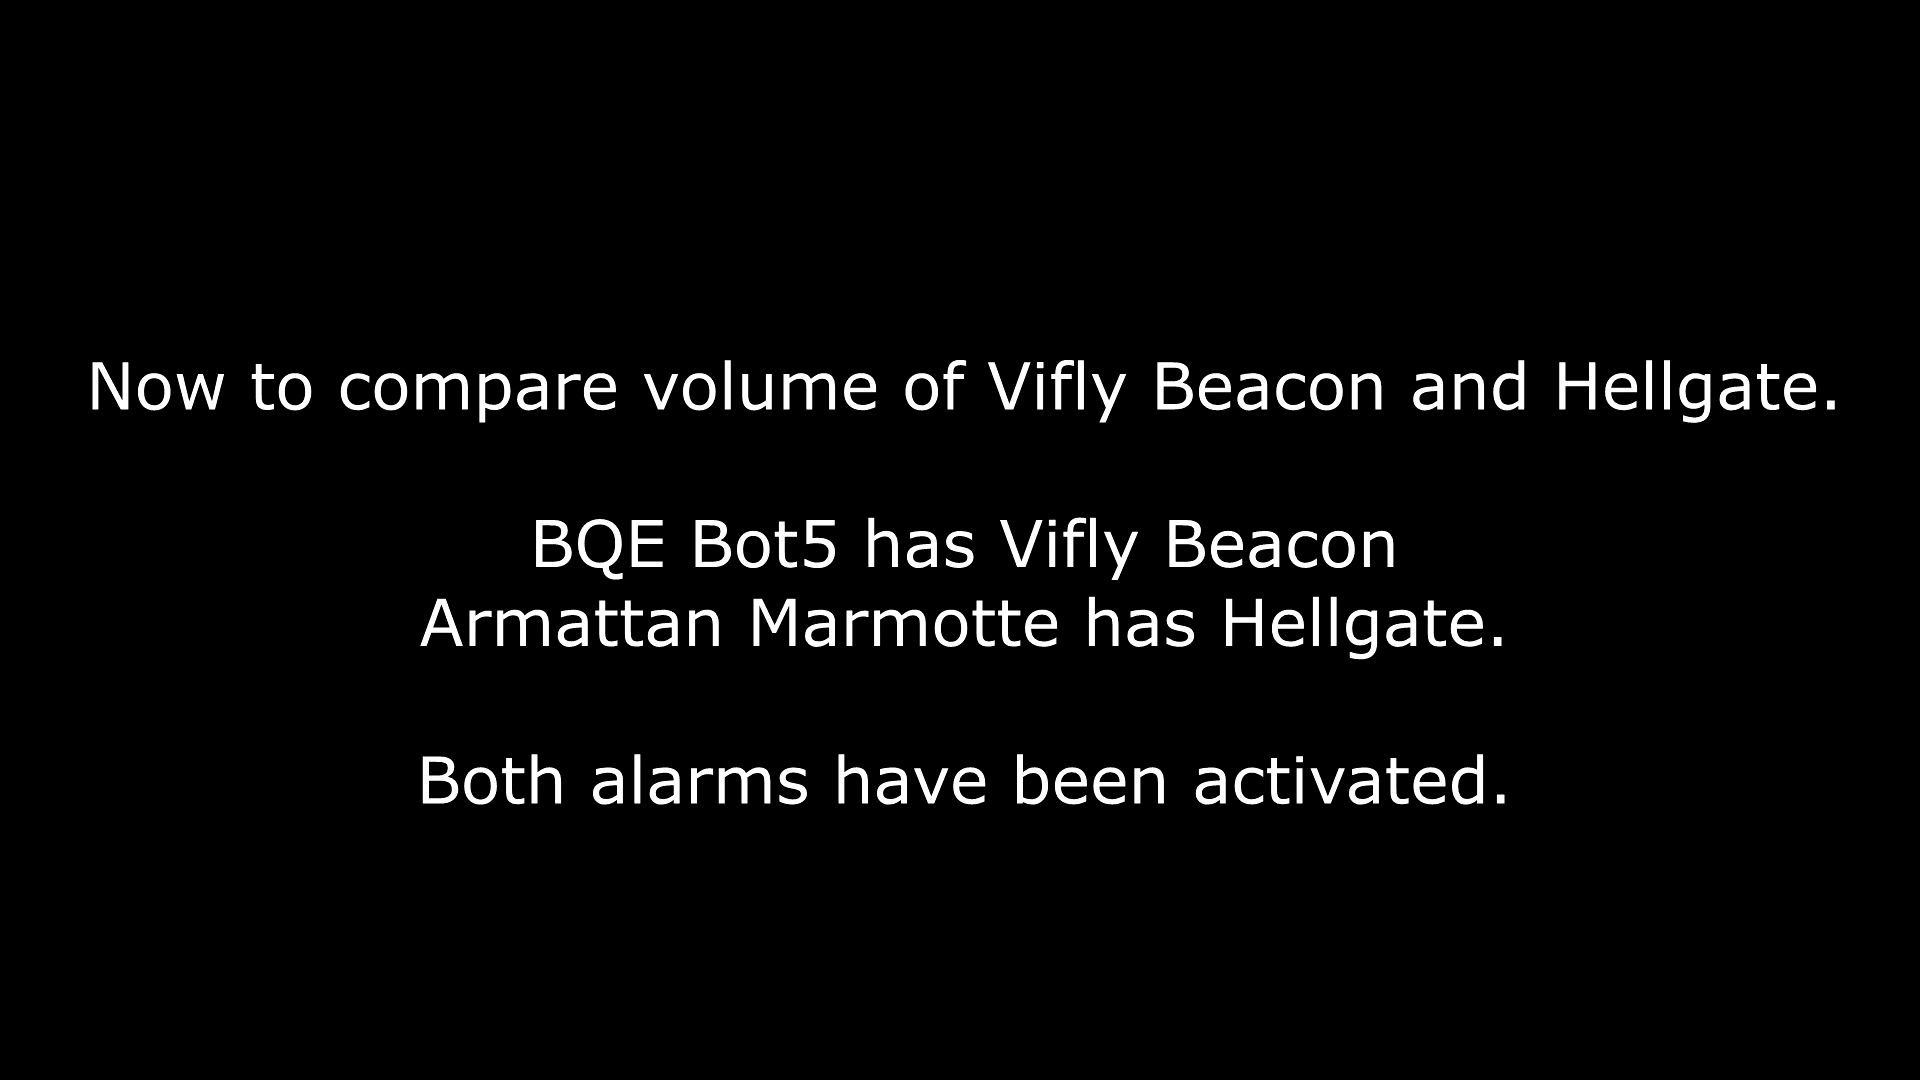 Now to compare volume of Vifly Beacon and Hellgate.
BQE Bot5 has Vifly Beacon
Armattan Marmotte has Hellgate.
Both alarms have been activated.